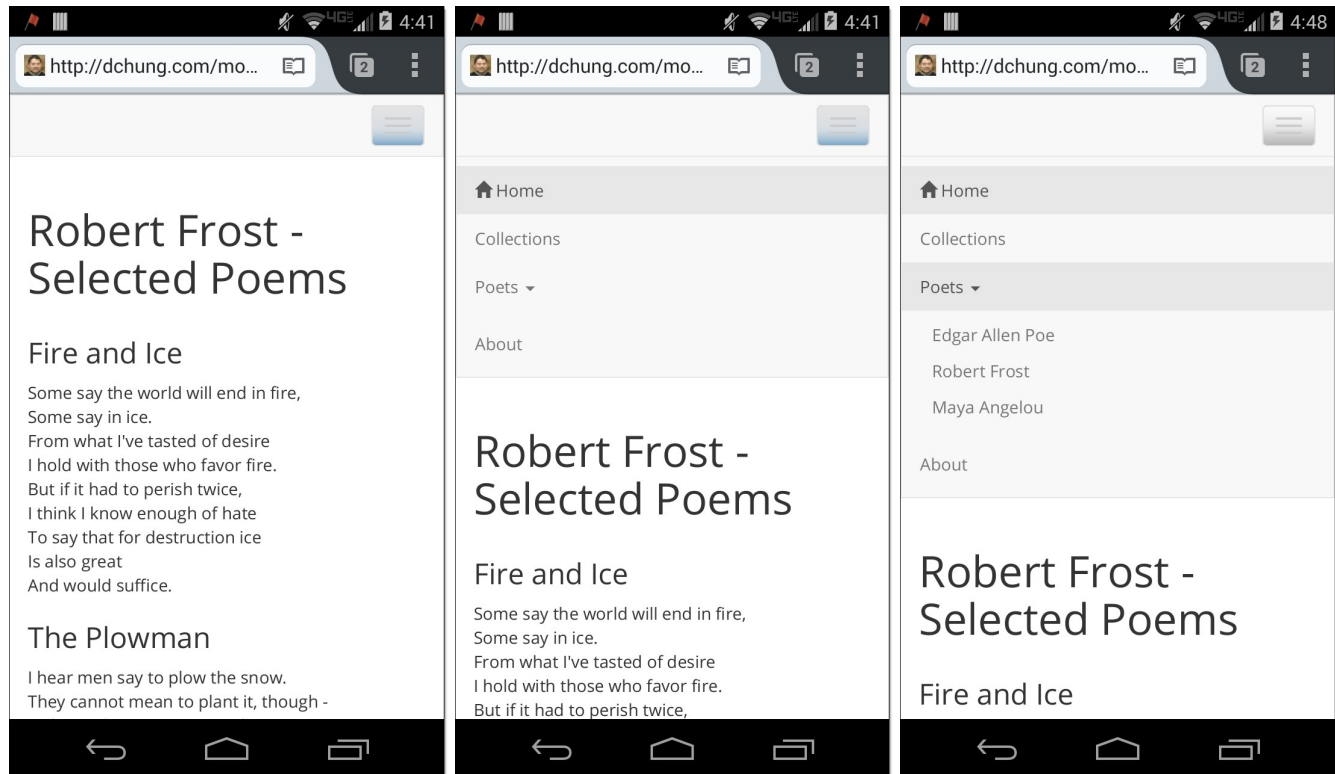 4G 4:41
http://dchung.com/mo... 2
Robert Frost -
Selected Poems
Fire and Ice
Some say the world will end in fire,
Some say in ice.
From what I've tasted of desire
I hold with those who favor fire.
But if it had to perish twice,
I think I know enough of hate
To say that for destruction ice
Is also great
And would suffice.
The Plowman
I hear men say to plow the snow.
They cannot mean to plant it, though -
4G 4:41
http://dchung.com/mo... 2
Home
Collections
Poets
About
Robert Frost -
Selected Poems
Fire and Ice
Some say the world will end in fire,
Some say in ice.
From what I've tasted of desire
I hold with those who favor fire.
But if it had to perish twice,
4G 4:48
http://dchung.com/mo... 2
Home
Collections
Poets
Edgar Allen Poe
Robert Frost
Maya Angelou
About
Robert Frost -
Selected Poems
Fire and Ice